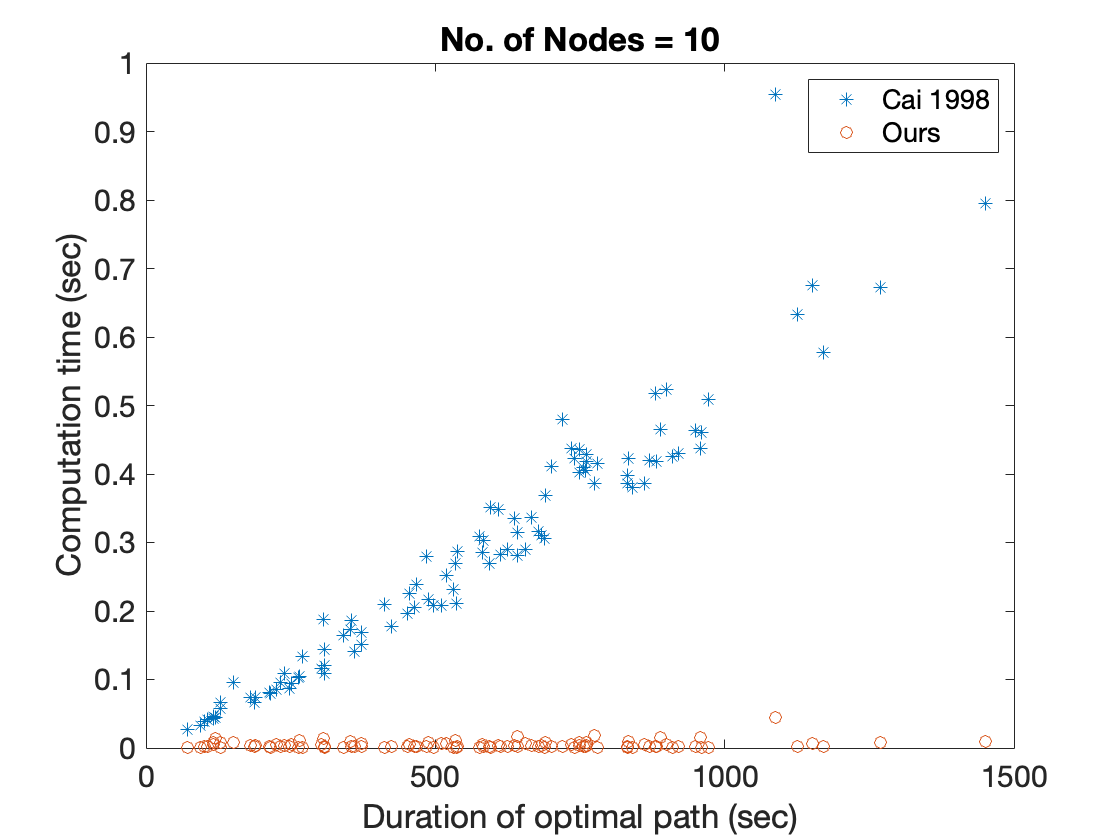 No. of Nodes = 10
Cai 1998
Ours
1
0.9
0.8
0.7
0.6
0.5
0.4
0.3
0.2
0.1
0
Computation time (sec)
0 500 1000 1500
Duration of optimal path (sec)